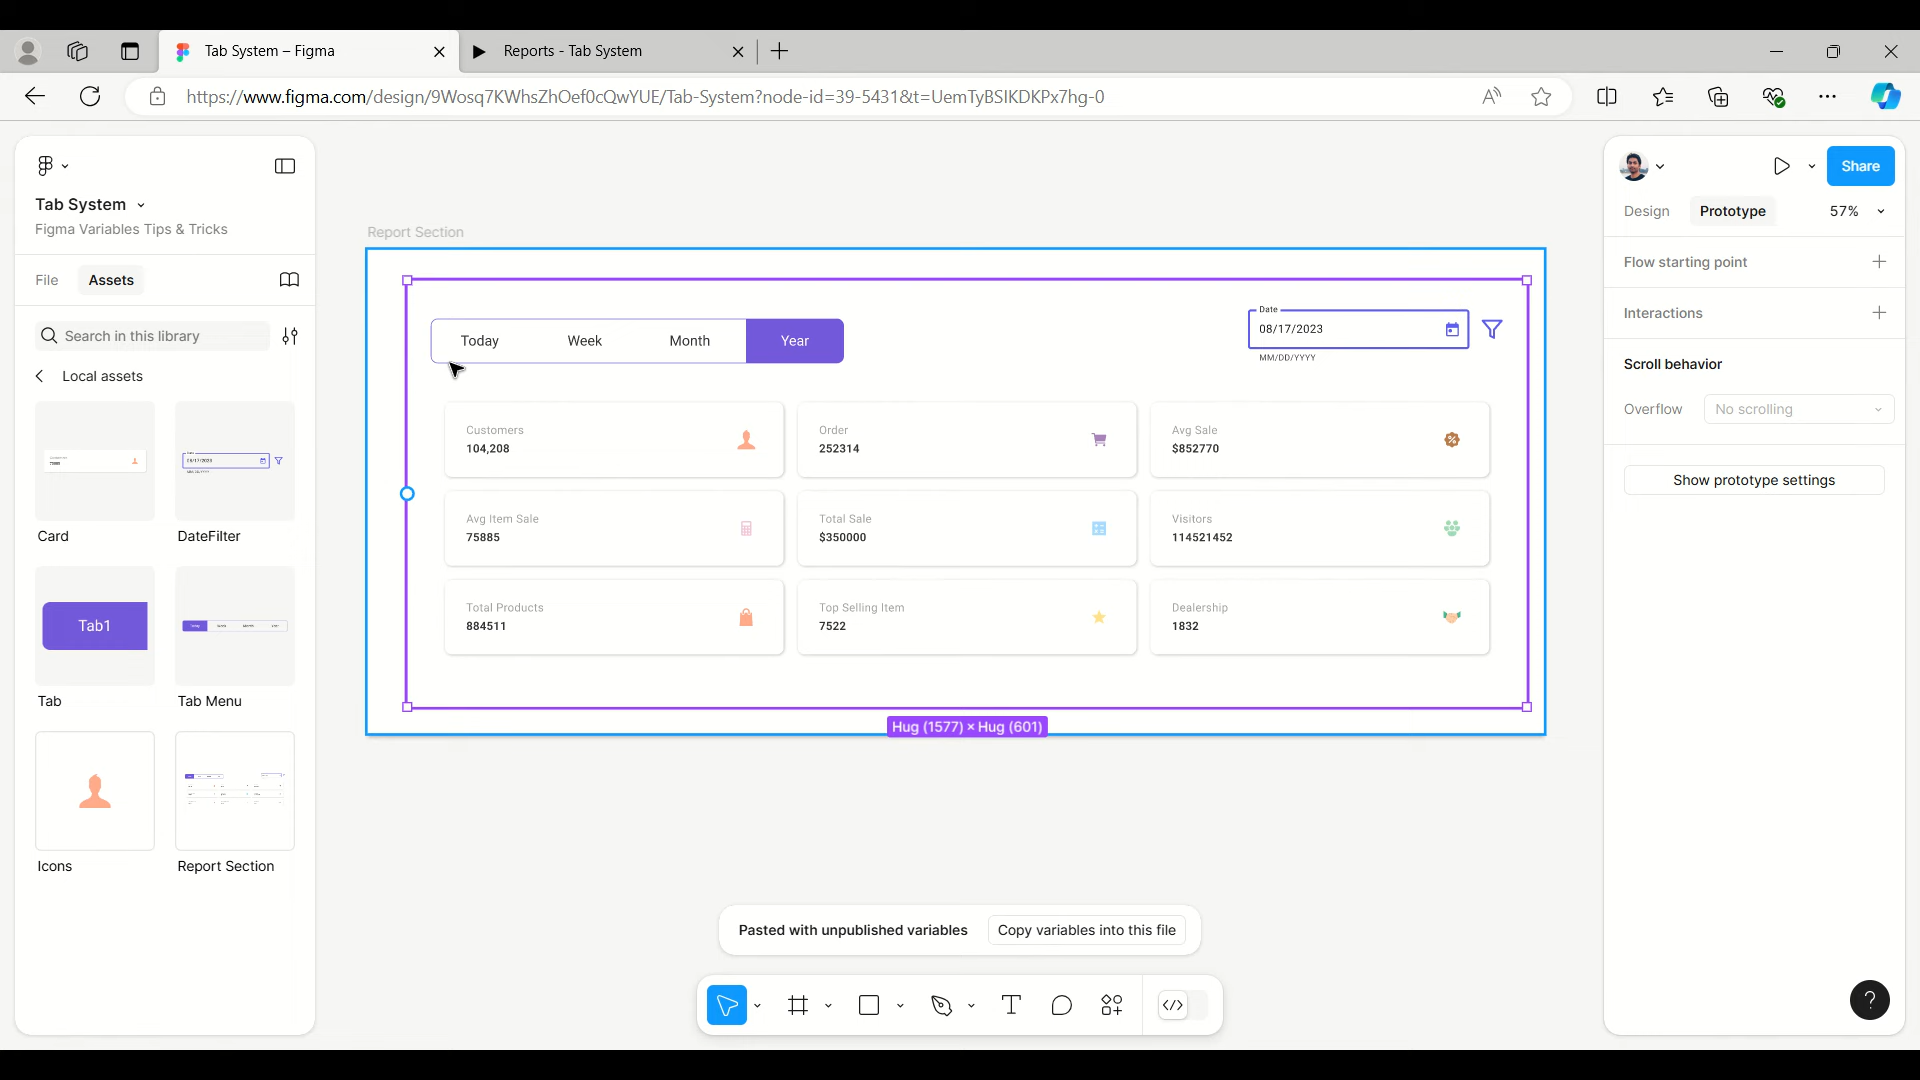 Tab System – Figma
Reports - Tab System
https://www.figma.com/design/9Wosq7KWhsZhOef0cQwYUE/Tab-System?node-id=39-5431&t=UemTyBSIKDKPx7hg-0
Tab System
Figma Variables Tips & Tricks
File Assets
Search in this library
Local assets
Card DateFilter
Tab1
Tab Tab Menu
Icons Report Section
Report Section
Today Week Month Year
Date
08/17/2023
MM/DD/YYYY
Customers
104,208
Order
252314
Avg Sale
$852770
Avg Item Sale
75885
Total Sale
$350000
Visitors
114521452
Total Products
884511
Top Selling Item
7522
Dealership
1832
Hug (1577) × Hug (601)
Pasted with unpublished variables Copy variables into this file
Share
Design Prototype 57%
Flow starting point
Interactions
Scroll behavior
Overflow No scrolling
Show prototype settings